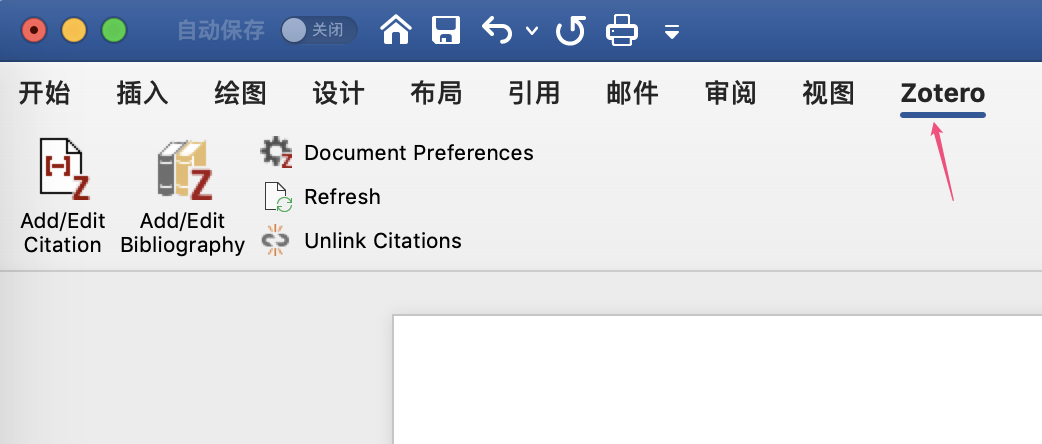 自动保存 关闭
开始 插入 绘图 设计 布局 引用 邮件 审阅 视图 Zotero
Add/Edit
Citation
Add/Edit
Bibliography
Document Preferences
Refresh
Unlink Citations